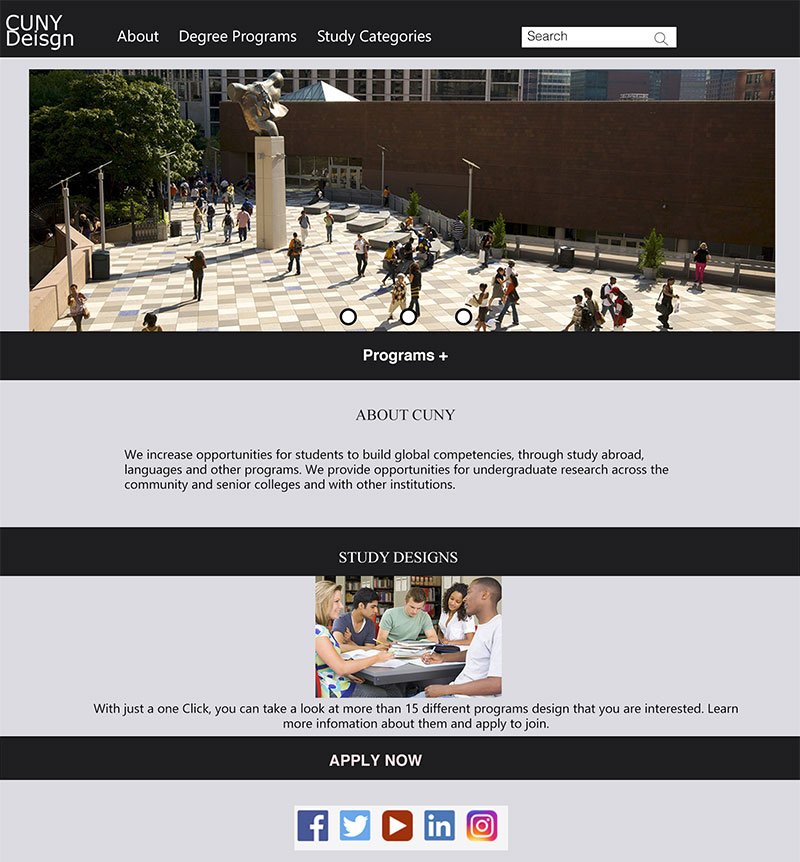 CUNY
Deisgn
About
Degree Programs
Study Categories
Search
Programs +
ABOUT CUNY
We increase opportunities for students to build global competencies, through study abroad,
languages and other programs. We provide opportunities for undergraduate research across the
community and senior colleges and with other institutions.
STUDY DESIGNS
With just a one Click, you can take a look at more than 15 different programs design that you are interested. Learn
more infomation about them and apply to join.
APPLY NOW